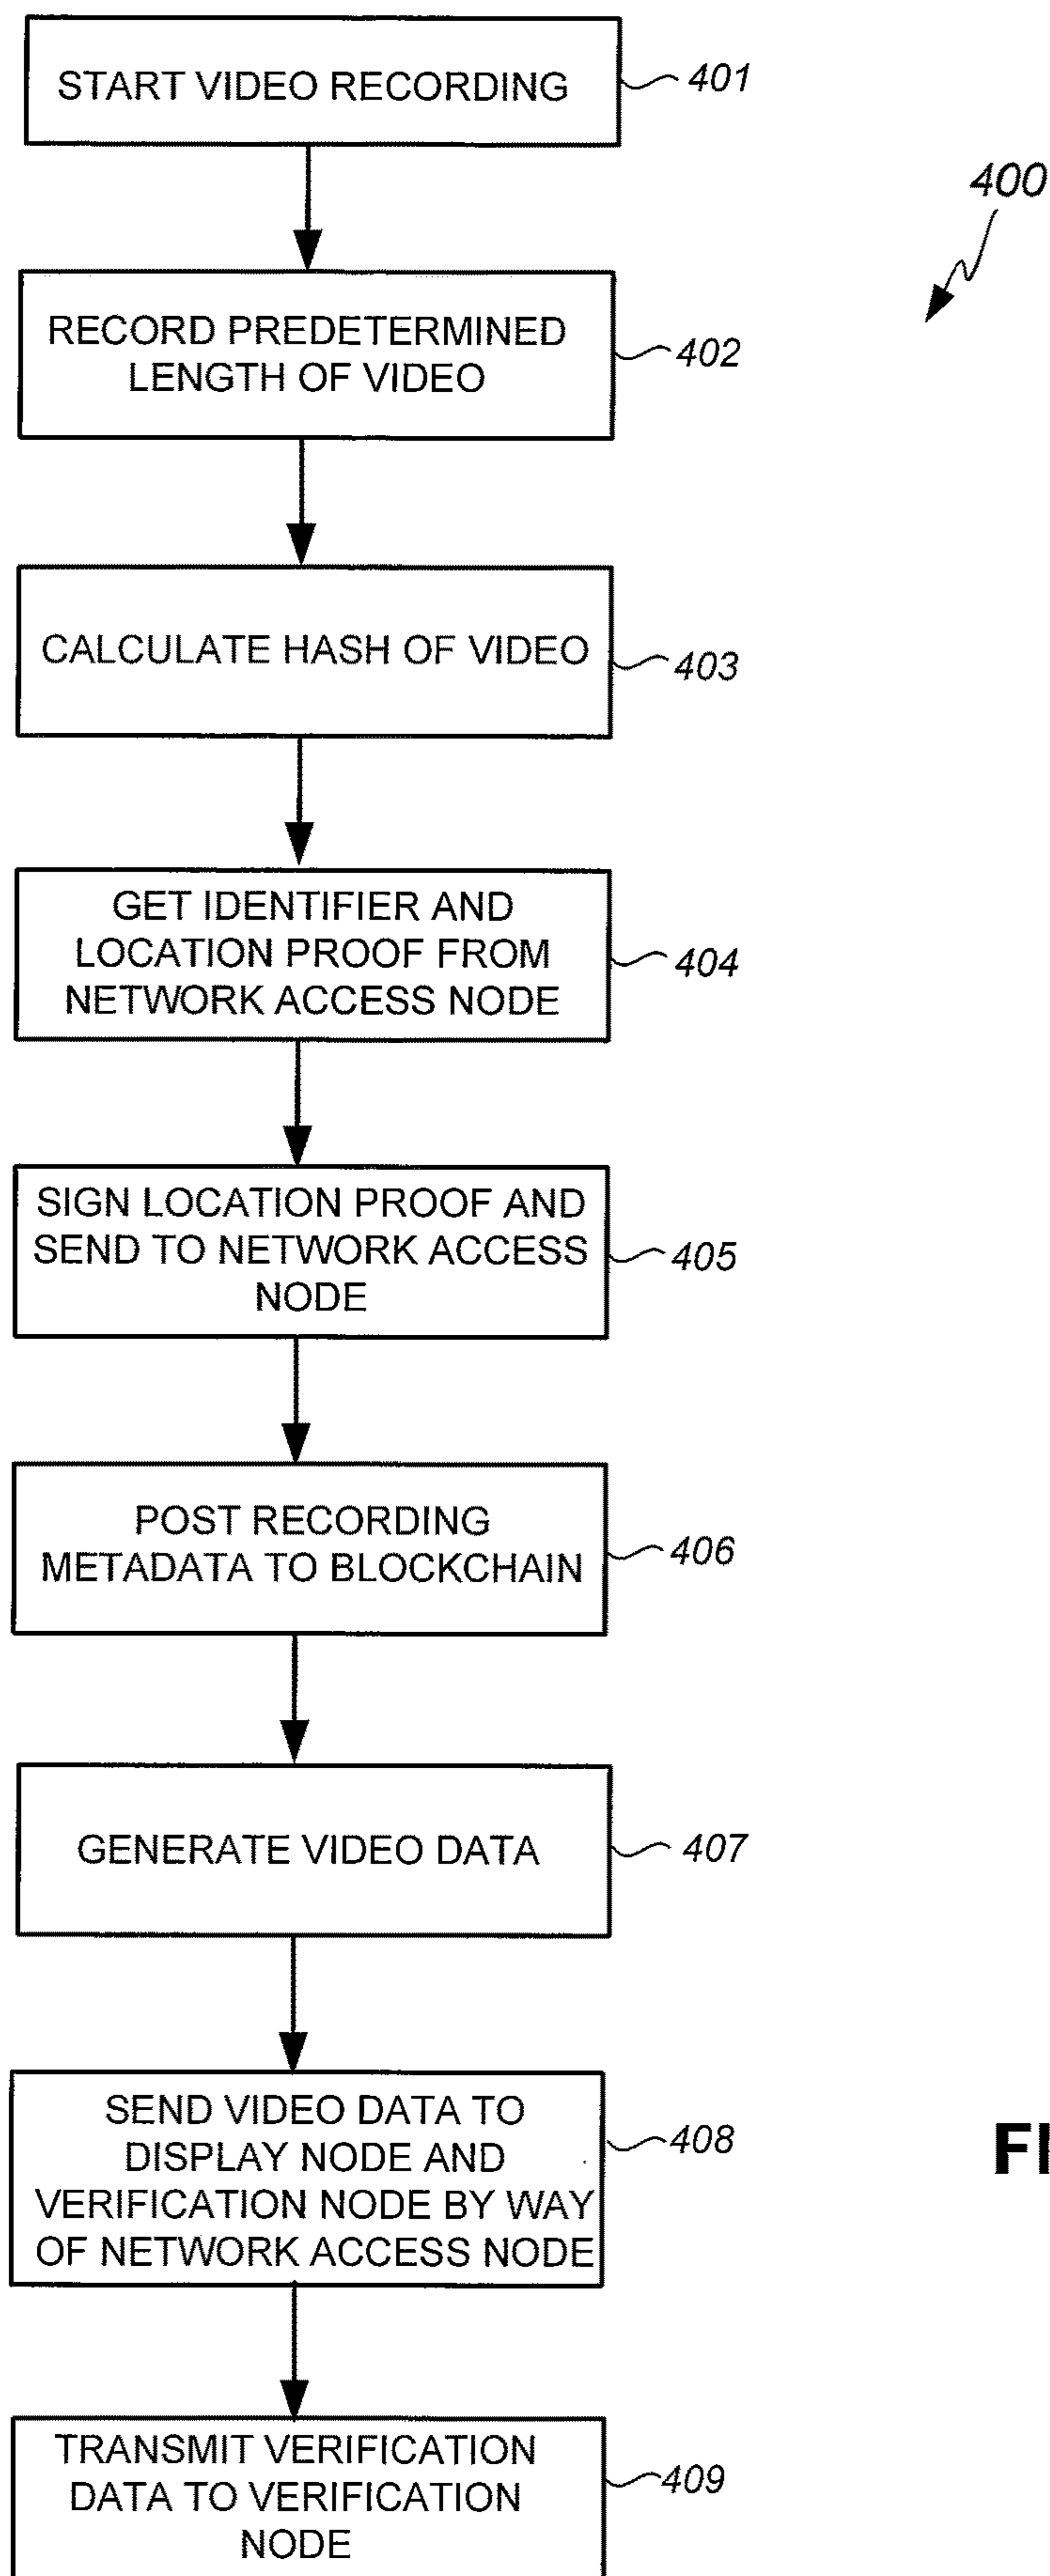 START VIDEO RECORDING
401
400
RECORD PREDETERMINED
LENGTH OF VIDEO
402
CALCULATE HASH OF VIDEO
403
GET IDENTIFIER AND
LOCATION PROOF FROM
NETWORK ACCESS NODE
404
SIGN LOCATION PROOF AND
SEND TO NETWORK ACCESS
NODE
405
POST RECORDING
METADATA TO BLOCKCHAIN
406
GENERATE VIDEO DATA
407
SEND VIDEO DATA TO
DISPLAY NODE AND
VERIFICATION NODE BY WAY
OF NETWORK ACCESS NODE
408
FI
TRANSMIT VERIFICATION
DATA TO VERIFICATION
NODE
409